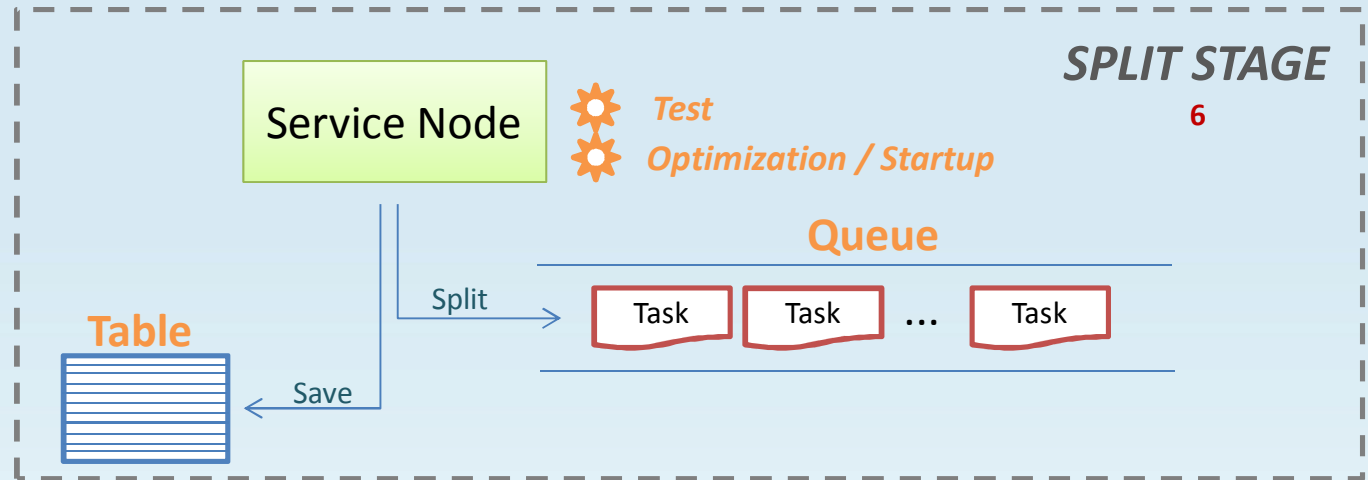 SPLIT STAGE
6
Service Node
Test
Optimization / Startup
Queue
Split
Task
Task
...
Task
Table
Save